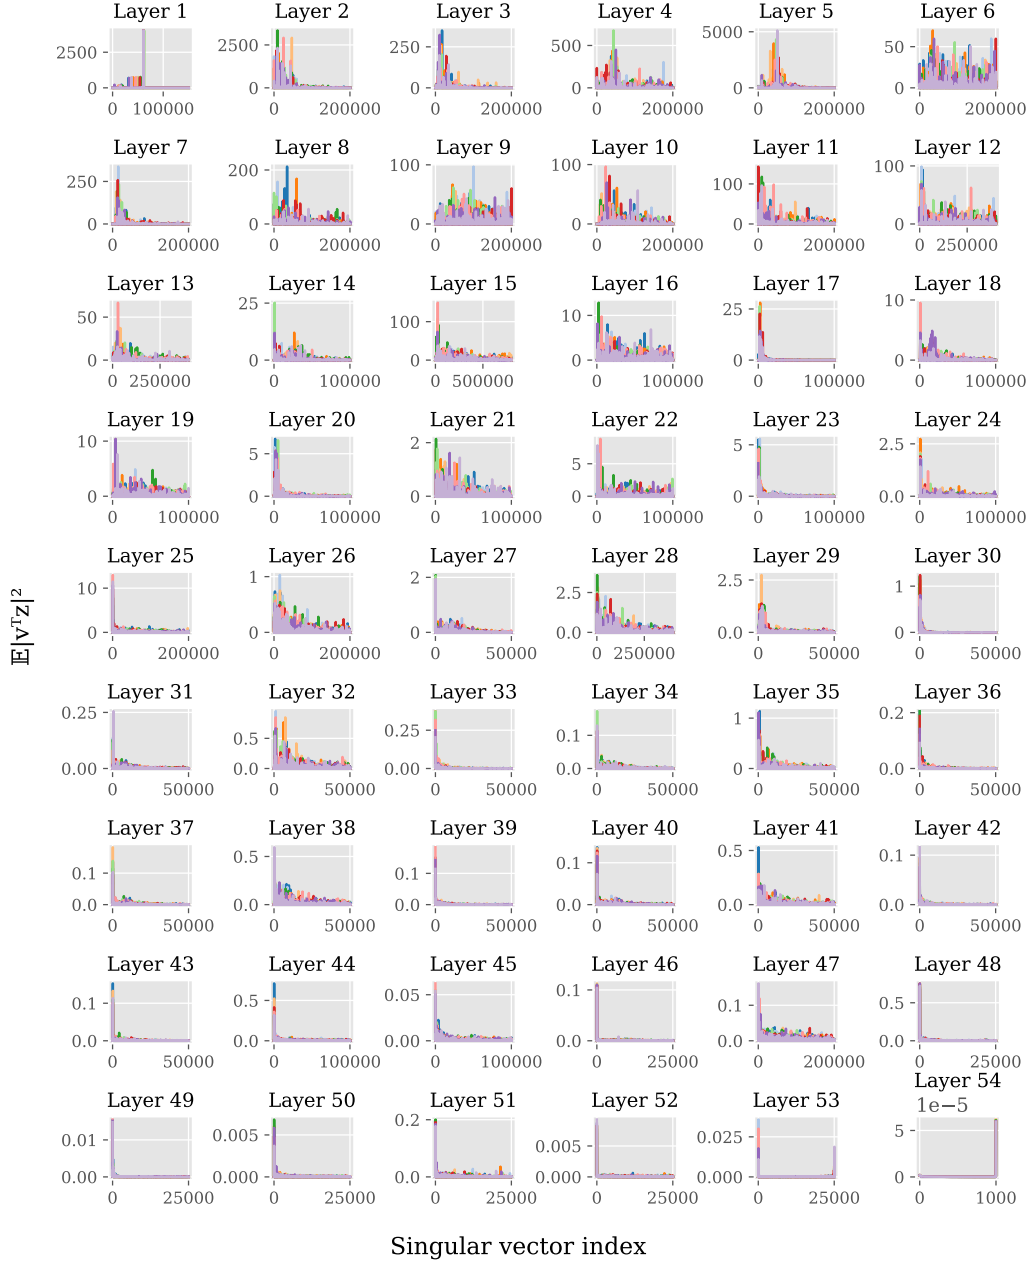 Layer 1 Layer 2 Layer 3 Layer 4 Layer 5 Layer 6
2500 0 0 100000
2500 0 0 200000
250 0 0 200000
500 0 0 200000
5000 0 0 200000
50 0 0 200000
Layer 7 Layer 8 Layer 9 Layer 10 Layer 11 Layer 12
250 0 0 200000
200 0 0 200000
100 0 0 200000
100 0 0 200000
100 0 0 200000
100 0 0 250000
Layer 13 Layer 14 Layer 15 Layer 16 Layer 17 Layer 18
50 0 0 250000
25 0 0 100000
100 0 0 500000
10 0 0 100000
25 0 0 100000
10 0 0 100000
Layer 19 Layer 20 Layer 21 Layer 22 Layer 23 Layer 24
10 0 0 100000
5 0 0 200000
2 0 0 100000
5 0 0 100000
5 0 0 100000
2.5 0.0 0 100000
Layer 25 Layer 26 Layer 27 Layer 28 Layer 29 Layer 30
10 0 0 200000
1 0 0 200000
2 0 0 50000
2.5 0.0 0 250000
2.5 0.0 0 50000
1 0 0 50000
𝔼|vᵀz|²
Layer 31 Layer 32 Layer 33 Layer 34 Layer 35 Layer 36
0.25 0.00 0 50000
0.5 0.0 0 50000
0.25 0.00 0 50000
0.1 0.0 0 50000
1 0 0 50000
0.2 0.0 0 50000
Layer 37 Layer 38 Layer 39 Layer 40 Layer 41 Layer 42
0.1 0.0 0 50000
0.5 0.0 0 50000
0.1 0.0 0 50000
0.1 0.0 0 50000
0.5 0.0 0 50000
0.1 0.0 0 50000
Layer 43 Layer 44 Layer 45 Layer 46 Layer 47 Layer 48
0.1 0.0 0 50000
0.5 0.0 0 100000
0.05 0.00 0 100000
0.1 0.0 0 25000
0.1 0.0 0 200000
0.5 0.0 0 25000
Layer 49 Layer 50 Layer 51 Layer 52 Layer 53 Layer 54
0.01 0.00 0 25000
0.005 0.000 0 25000
0.2 0.0 0 25000
0.005 0.000 0 25000
0.025 0.000 0 25000
1e−5 5 0 0 1000
Singular vector index